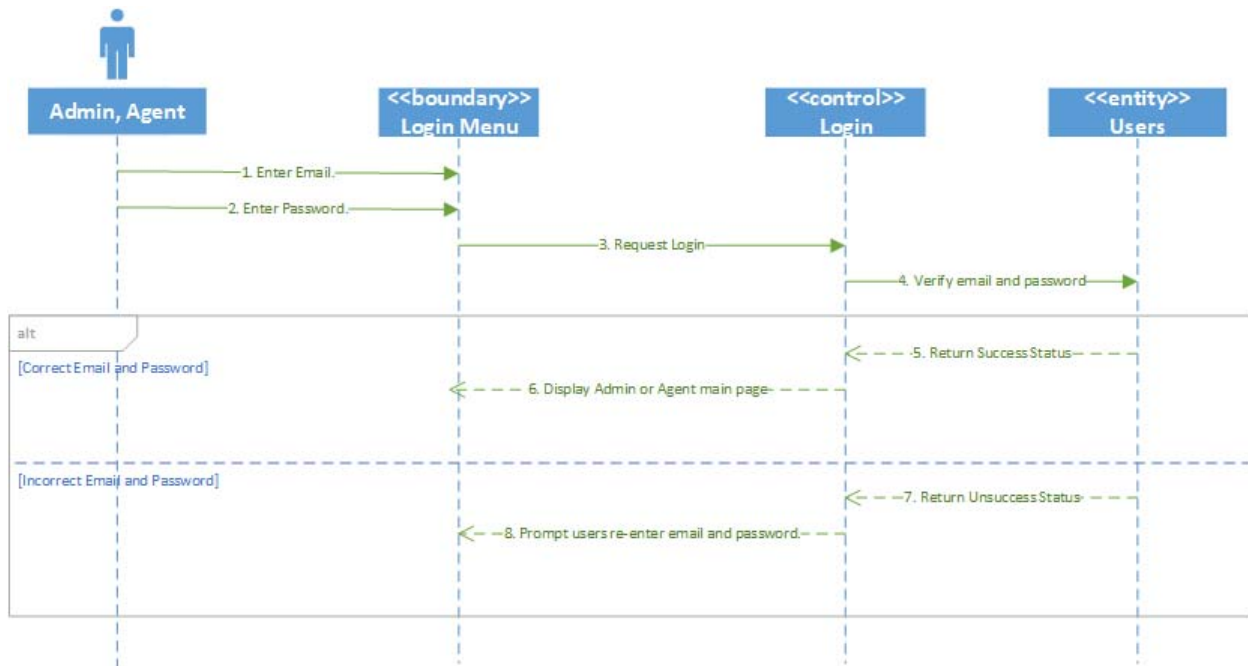 Admin, Agent
<<boundary>>
Login Menu
<<control>>
Login
<<entity>>
Users
1. Enter Email.
2. Enter Password.
3. Request Login
4. Verify email and password
alt
[Correct Email and Password]
5. Return Success Status
6. Display Admin or Agent main page
[Incorrect Email and Password]
7. Return Unsuccess Status
8. Prompt users re-enter email and password.